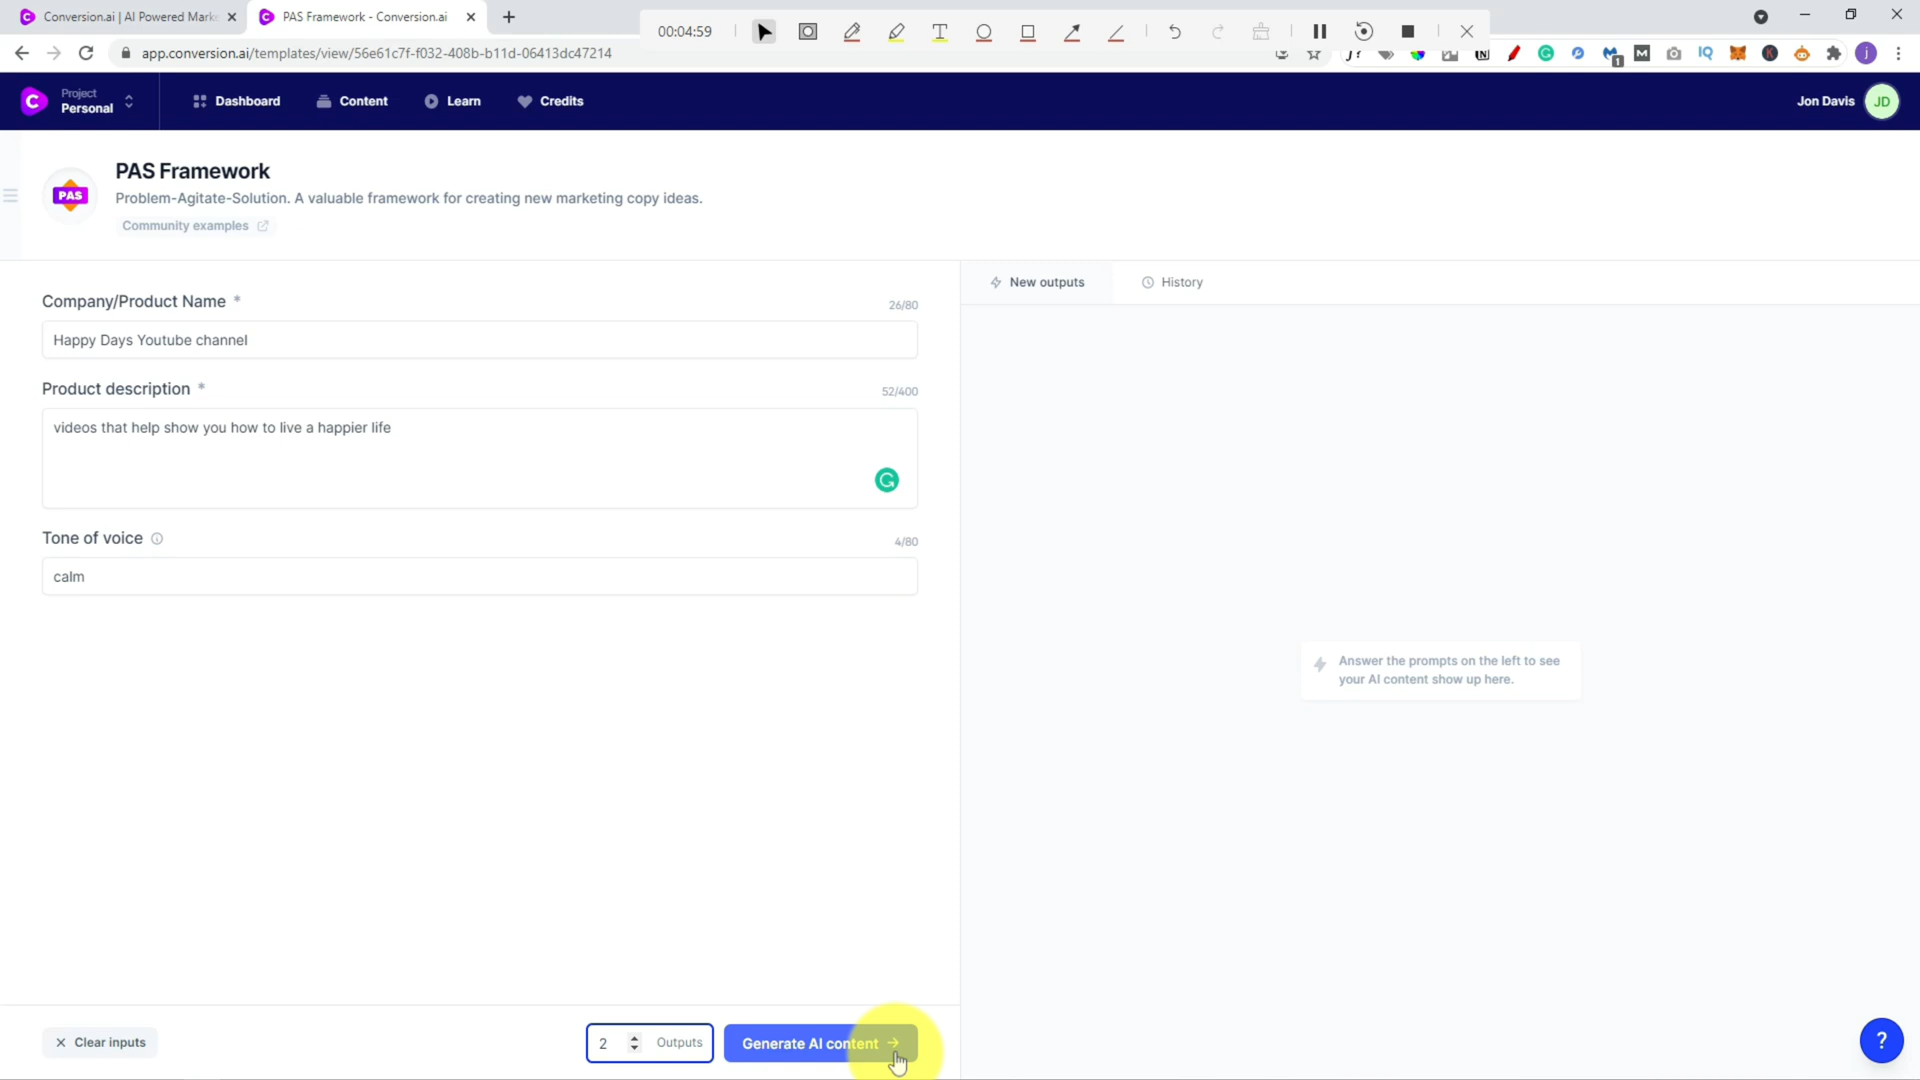 Conversion.ai | AI Powered Marke
PAS Framework - Conversion.ai
00:04:59
app.conversion.ai/templates/view/56e61c7f-f032-408b-b11d-06413dc47214
Project
Personal
Dashboard
Content
Learn
Credits
Jon Davis
JD
PAS
PAS Framework
Problem-Agitate-Solution. A valuable framework for creating new marketing copy ideas.
Community examples
Company/Product Name *
26/80
Happy Days Youtube channel
Product description *
52/400
videos that help show you how to live a happier life
Tone of voice
4/80
calm
New outputs
History
Answer the prompts on the left to see
your AI content show up here.
Clear inputs
2
Outputs
Generate AI content
?